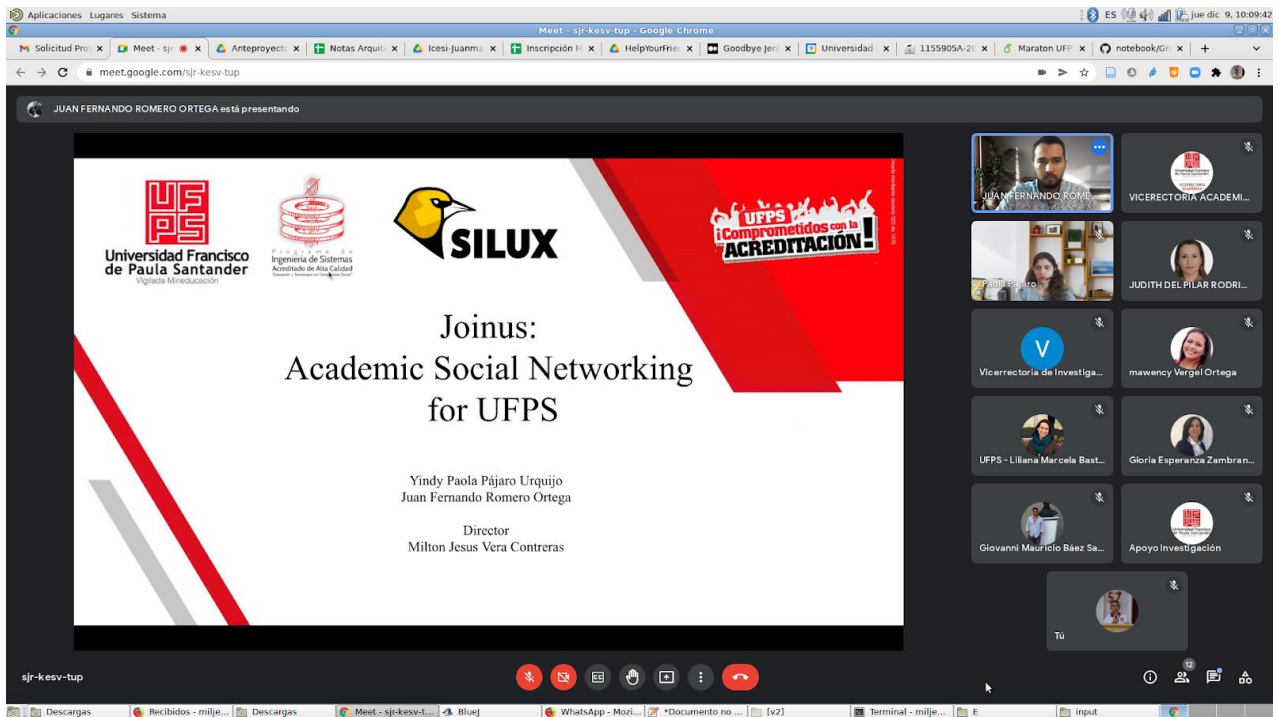 Aplicaciones Lugares Sistema
ES
jue dic 9, 10:09:42
Meet - sjr-kesv-tup - Google Chrome
Solicitud Pro
Meet - sjr
Anteproyect
Notas Arquit
Icesi-Juanma
Inscripción M
HelpYourFrien
Goodbye Jen
Universidad
1155905A-20
Maraton UFP
notebook/Gr
meet.google.com/sjr-kesv-tup
JUAN FERNANDO ROMERO ORTEGA está presentando
UFPS
Universidad Francisco
de Paula Santander
Vigilada Mineducación
Programa de
Ingeniería de Sistemas
Acreditado de Alta Calidad
SILUX
UFPS
¡Comprometidos con la
ACREDITACIÓN!
Joinus:
Academic Social Networking
for UFPS
Yindy Paola Pájaro Urquijo
Juan Fernando Romero Ortega
Director
Milton Jesus Vera Contreras
JUAN FERNANDO ROME...
VICERECTORIA ACADEMI...
Paola Pajaro
JUDITH DEL PILAR RODRI...
V
Vicerrectoria de Investiga...
mawency Vergel Ortega
UFPS - Liliana Marcela Bast...
Gloria Esperanza Zambran...
Giovanni Mauricio Báez Sa...
Apoyo Investigación
Tú
sjr-kesv-tup
12
Descargas
Recibidos - milje...
Descargas
Meet - sjr-kesv-t...
BlueJ
WhatsApp - Mozi...
*Documento no ...
[v2]
Terminal - milje...
E
input